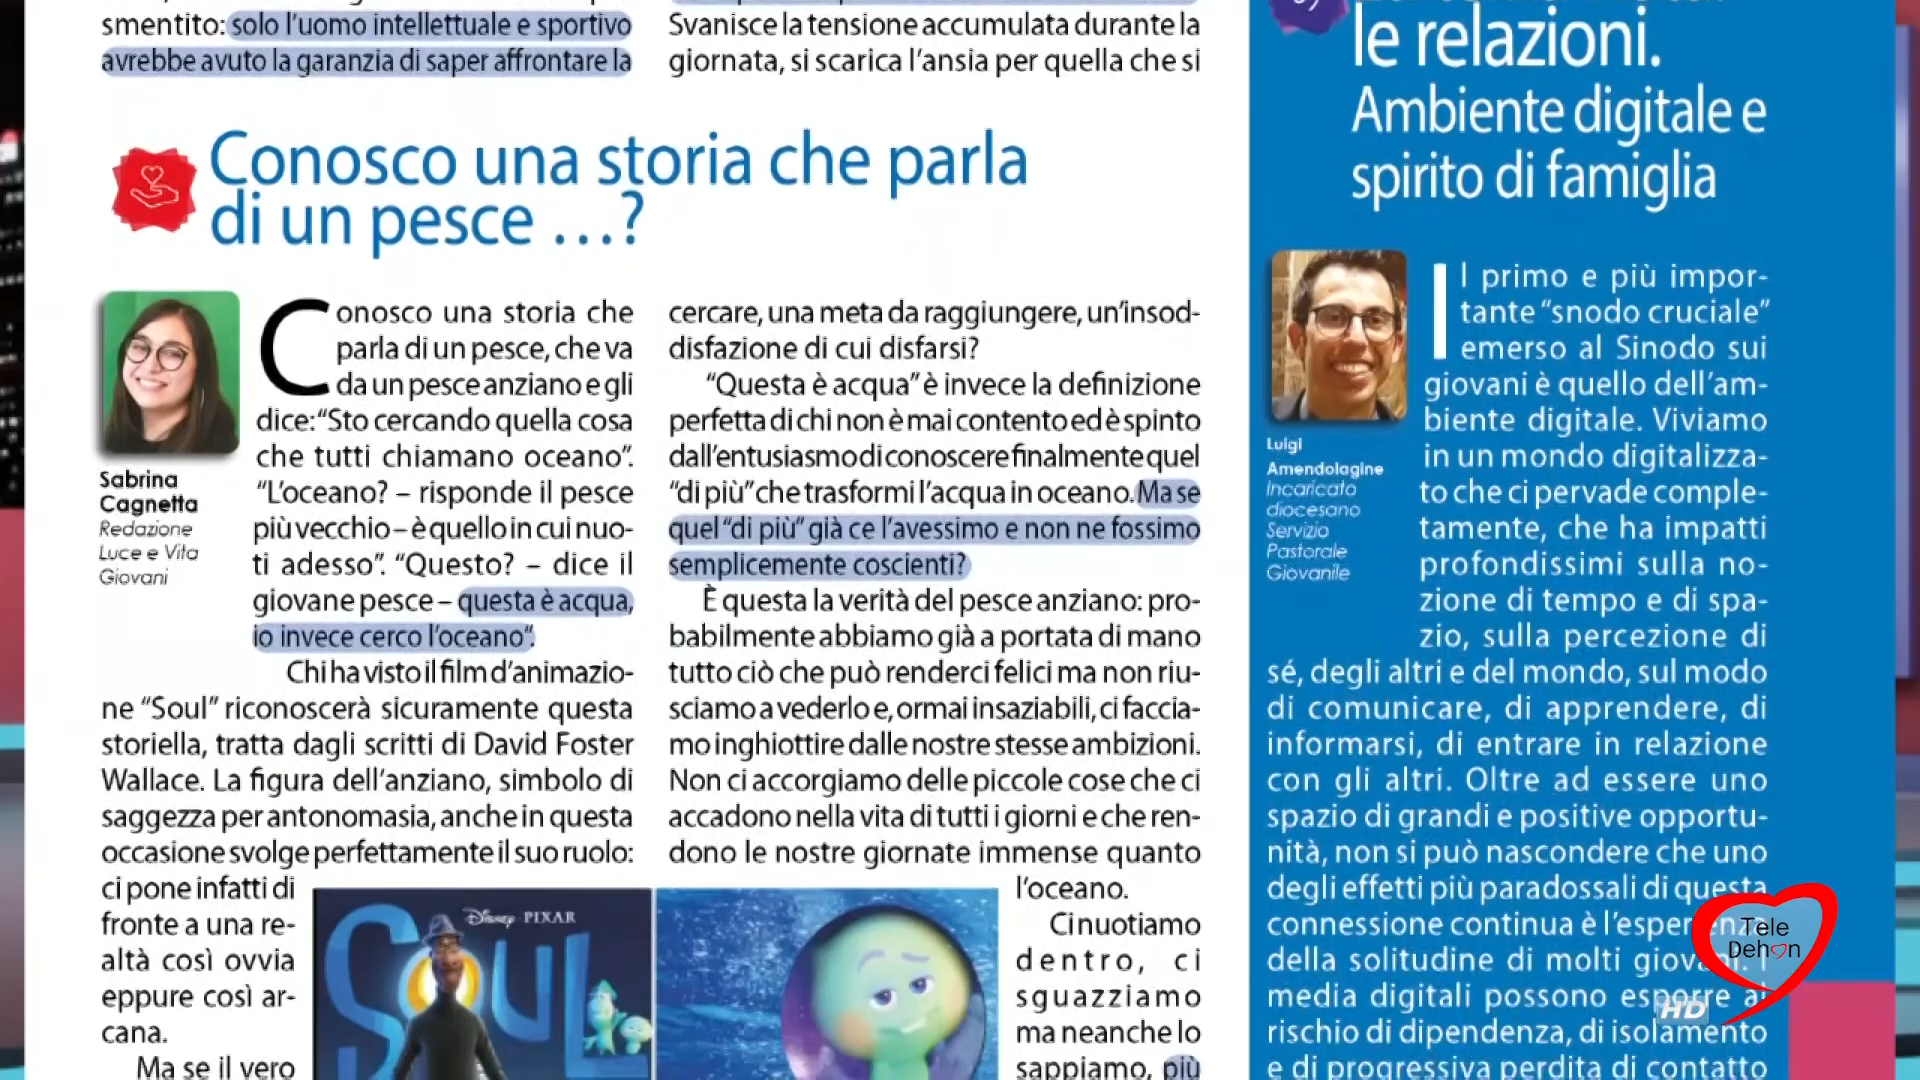 smentito: solo l'uomo intellettuale e sportivo
avrebbe avuto la garanzia di saper affrontare la
Svanisce la tensione accumulata durante la
giornata, si scarica l'ansia per quella che si
Conosco una storia che parla
di un pesce …?
Sabrina
Cagnetta
Redazione
Luce e Vita
Giovani
Conosco una storia che
parla di un pesce, che va
da un pesce anziano e gli
dice: “Sto cercando quella cosa
che tutti chiamano oceano”.
“L'oceano? – risponde il pesce
più vecchio – è quello in cui nuo-
ti adesso”. “Questo? – dice il
giovane pesce – questa è acqua,
io invece cerco l'oceano”.
Chi ha visto il film d'animazio-
ne “Soul” riconoscerà sicuramente questa
storiella, tratta dagli scritti di David Foster
Wallace. La figura dell'anziano, simbolo di
saggezza per antonomasia, anche in questa
occasione svolge perfettamente il suo ruolo:
ci pone infatti di
fronte a una re-
altà così ovvia
eppure così ar-
cana.
Ma se il vero
Disney PIXAR
SOUL
cercare, una meta da raggiungere, un'insod-
disfazione di cui disfarsi?
“Questa è acqua” è invece la definizione
perfetta di chi non è mai contento ed è spinto
dall'entusiasmo di conoscere finalmente quel
“di più” che trasformi l'acqua in oceano. Ma se
quel “di più” già ce l'avessimo e non ne fossimo
semplicemente coscienti?
È questa la verità del pesce anziano: pro-
babilmente abbiamo già a portata di mano
tutto ciò che può renderci felici ma non riu-
sciamo a vederlo e, ormai insaziabili, ci faccia-
mo inghiottire dalle nostre stesse ambizioni.
Non ci accorgiamo delle piccole cose che ci
accadono nella vita di tutti i giorni e che ren-
dono le nostre giornate immense quanto
l'oceano.
Ci nuotiamo
dentro, ci
sguazziamo
ma neanche lo
sappiamo, più
le relazioni.
Ambiente digitale e
spirito di famiglia
Luigi
Amendolagine
Incaricato
diocesano
Servizio
Pastorale
Giovanile
Il primo e più impor-
tante “snodo cruciale”
emerso al Sinodo sui
giovani è quello dell'am-
biente digitale. Viviamo
in un mondo digitalizza-
to che ci pervade comple-
tamente, che ha impatti
profondissimi sulla no-
zione di tempo e di spa-
zio, sulla percezione di
sé, degli altri e del mondo, sul modo
di comunicare, di apprendere, di
informarsi, di entrare in relazione
con gli altri. Oltre ad essere uno
spazio di grandi e positive opportu-
nità, non si può nascondere che uno
degli effetti più paradossali di questa
connessione continua è l'esperienza
della solitudine di molti giovani. I
media digitali possono esporre al
rischio di dipendenza, di isolamento
e di progressiva perdita di contatto
Tele
Dehon
HD